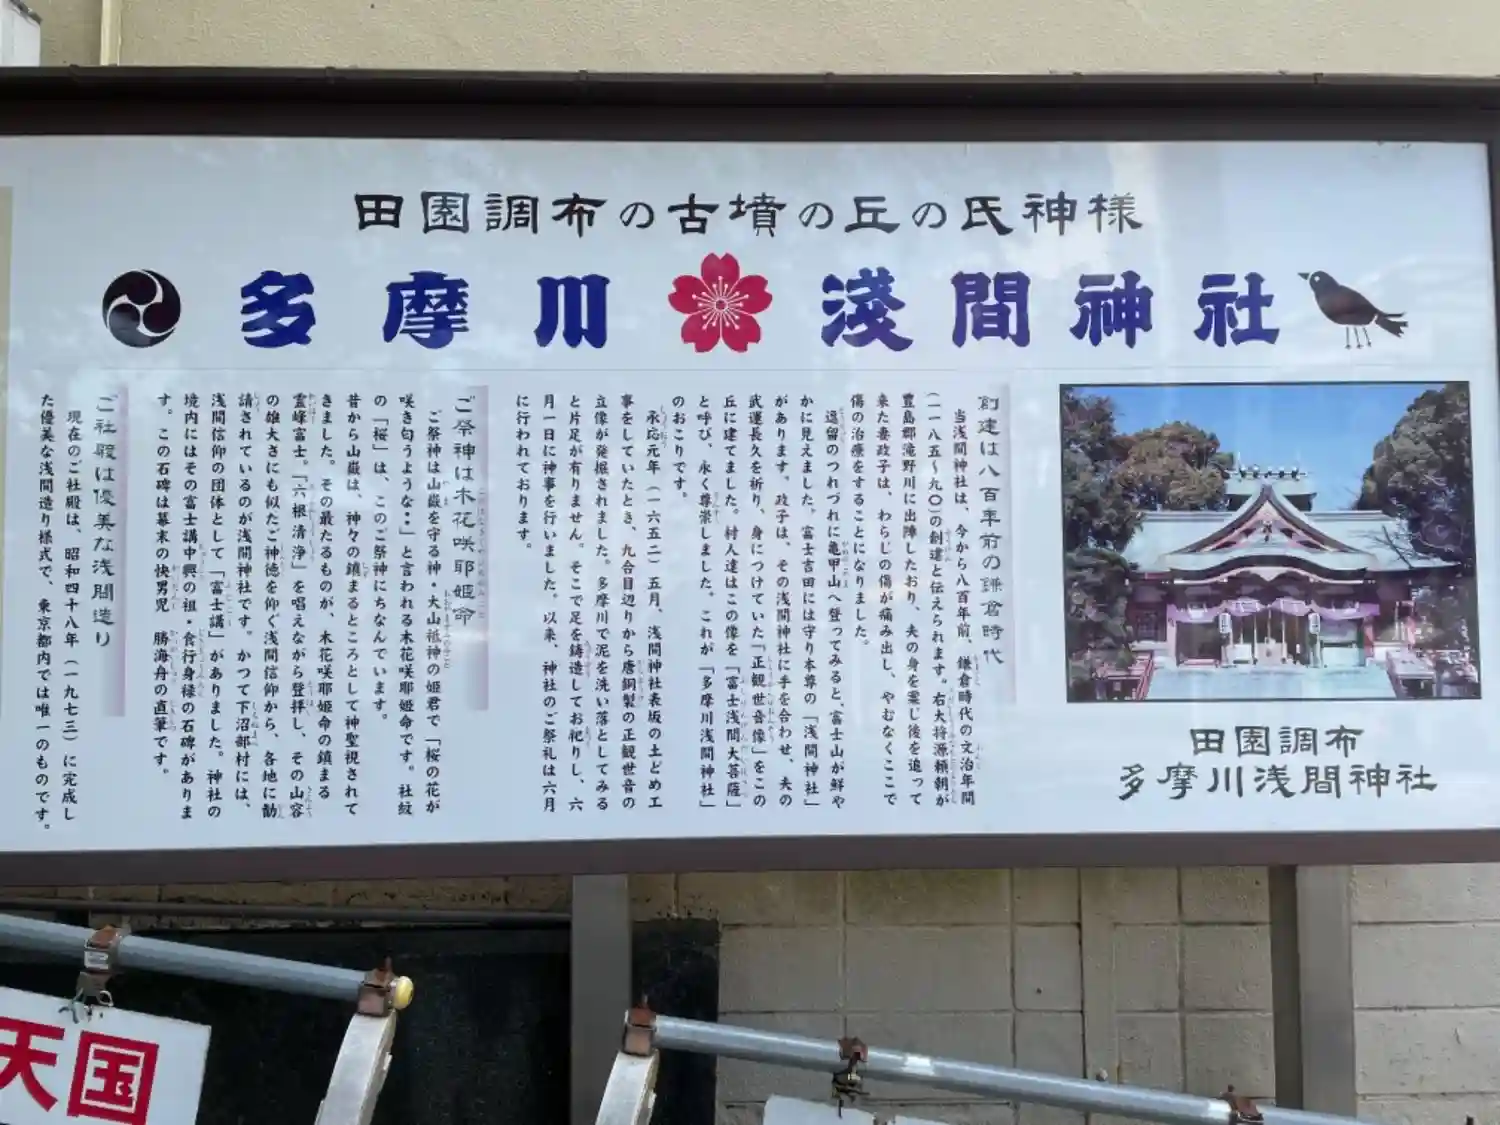 田園調布の古墳の丘の氏神様
多摩川浅間神社
創建は八百年前の鎌倉時代
当浅間神社は、今から八百年前、鎌倉時代の文治年間
（一一八五～九〇）の創建と伝えられます。右大将源頼朝が
豊島郡滝野川に出陣したおり、夫の身を案じ後を追って
来た妻政子は、わらじの傷が痛み出し、やむなくここで
傷の治療をすることになりました。
逗留のつれづれに亀甲山へ登ってみると、富士山が鮮や
かに見えました。富士吉田には守り本尊の「浅間神社」
があります。政子は、その浅間神社に手を合わせ、夫の
武運長久を祈り、身につけていた「正観世音像」をこの
丘に建てました。村人達はこの像を「富士浅間大菩薩」
と呼び、永く尊崇しました。これが「多摩川浅間神社」
のおこりです。
永応元年（一六五二）五月、浅間神社表坂の土どめ工
事をしていたとき、九合目辺りから唐銅製の正観世音の
立像が発掘されました。多摩川で泥を洗い落としてみる
と片足が有りません。そこで足を鋳造してお祀りし、六
月一日に神事を行いました。以来、神社のご祭礼は六月
に行われております。
ご祭神は木花咲耶姫命
ご祭神は山嶽を守る神・大山祗神の姫君で「桜の花が
咲き匂うような‥」と言われる木花咲耶姫命です。社紋
の「桜」は、このご祭神にちなんでいます。
昔から山嶽は、神々の鎮まるところとして神聖視されて
きました。その最たるものが、木花咲耶姫命の鎮まる
霊峰富士。「六根清浄」を唱えながら登拝し、その山容
の雄大さにも似たご神徳を仰ぐ浅間信仰から、各地に勧
請されているのが浅間神社です。かつて下沼部村には、
浅間信仰の団体として「富士講」がありました。神社の
境内にはその富士講中興の祖・食行身禄の石碑がありま
す。この石碑は幕末の快男児　勝海舟の直筆です。
ご社殿は優美な浅間造り
現在のご社殿は、昭和四十八年（一九七三）に完成し
た優美な浅間造り様式で、東京都内では唯一のものです。
田園調布
多摩川浅間神社
天国